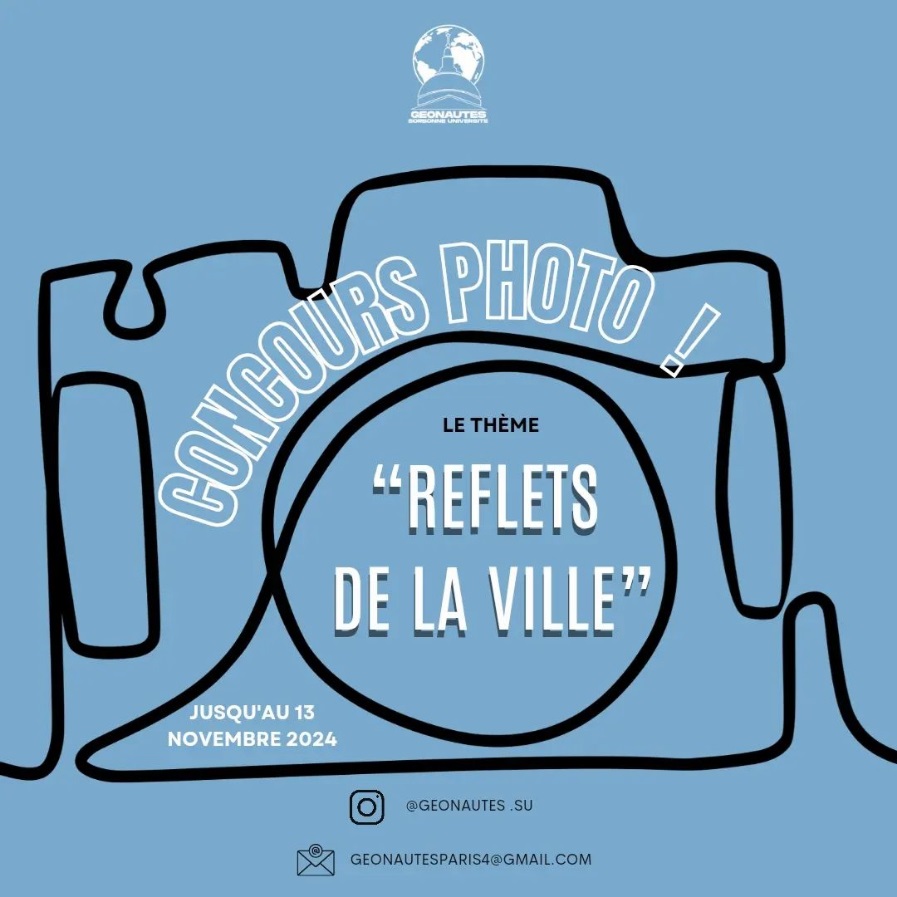 GEONAUTES
SORBONNE UNIVERSITE
CONCOURS PHOTO !
LE THÈME
“REFLETS
DE LA VILLE”
JUSQU'AU 13
NOVEMBRE 2024
@GEONAUTES .SU
GEONAUTESPARIS4@GMAIL.COM